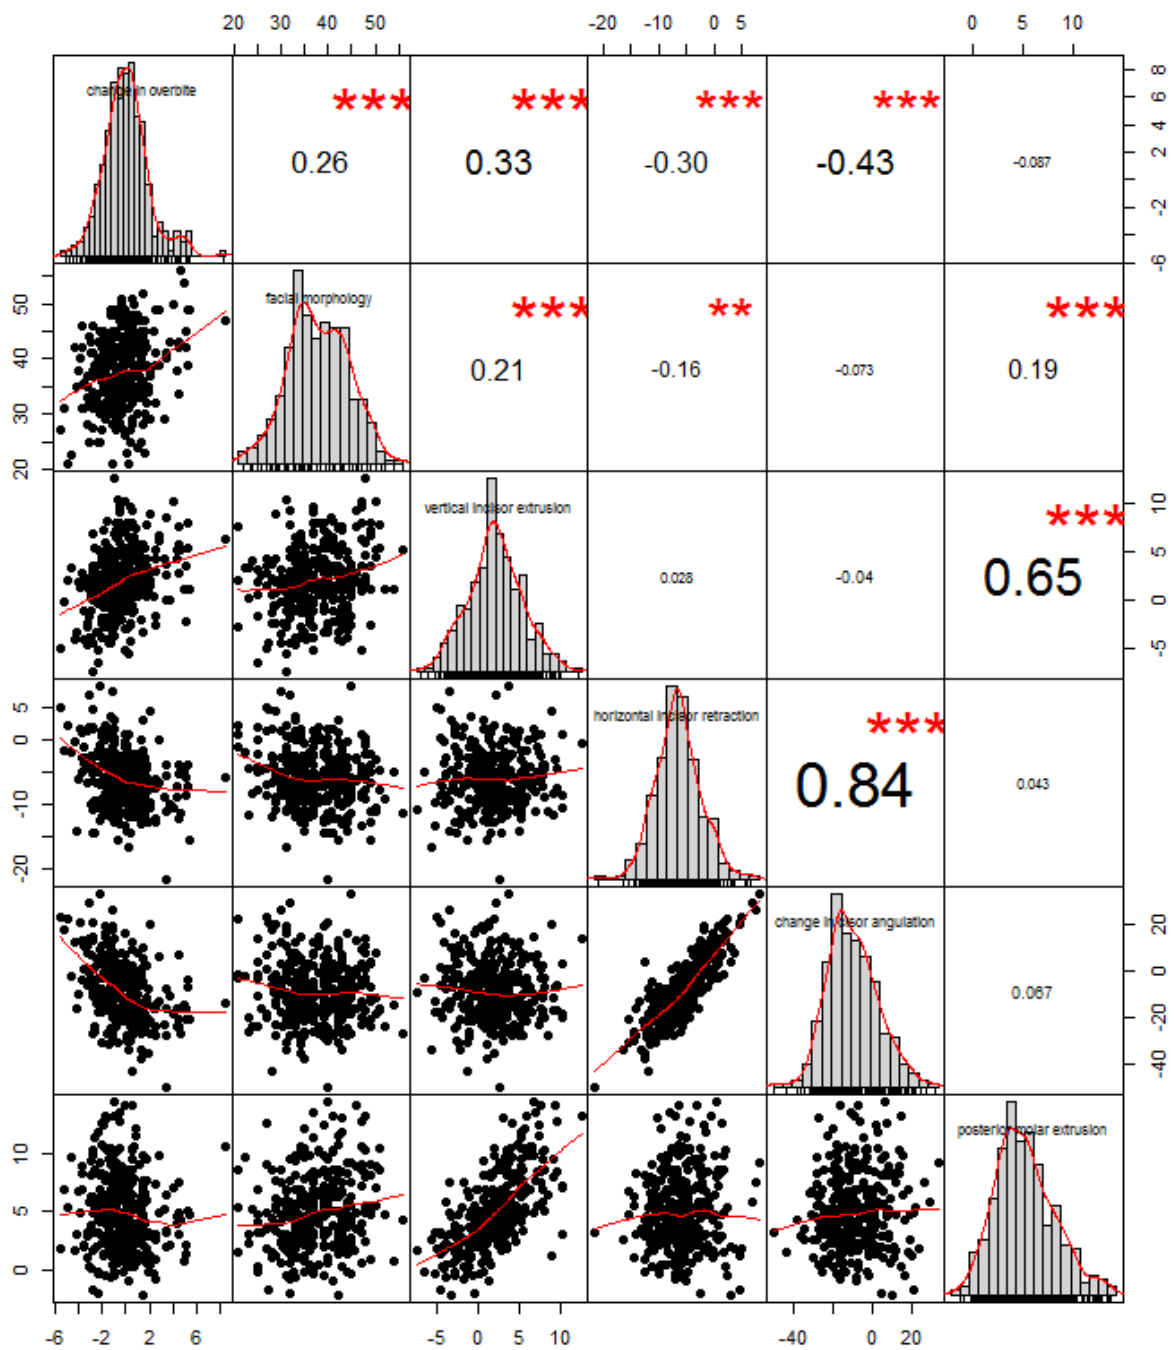 20 30 40 50 -20 -10 0 5 0 5 10
change in overbite *** *** *** *** 8
0.26 0.33 -0.30 -0.43 -0.087 6
4
2
-2
-6
50 facial morphology *** ** ***
40 0.21 -0.16 -0.073 0.19
30
20
vertical incisor extrusion *** 10
0.028 -0.04 0.65 5
0
-5
5 horizontal incisor retraction ***
0 0.84 0.043
-10
-20
change incisor angulation 20
0.067 0
-20
-40
posterior molar extrusion
10
5
0
-6 -2 2 6 -5 0 5 10 -40 0 20